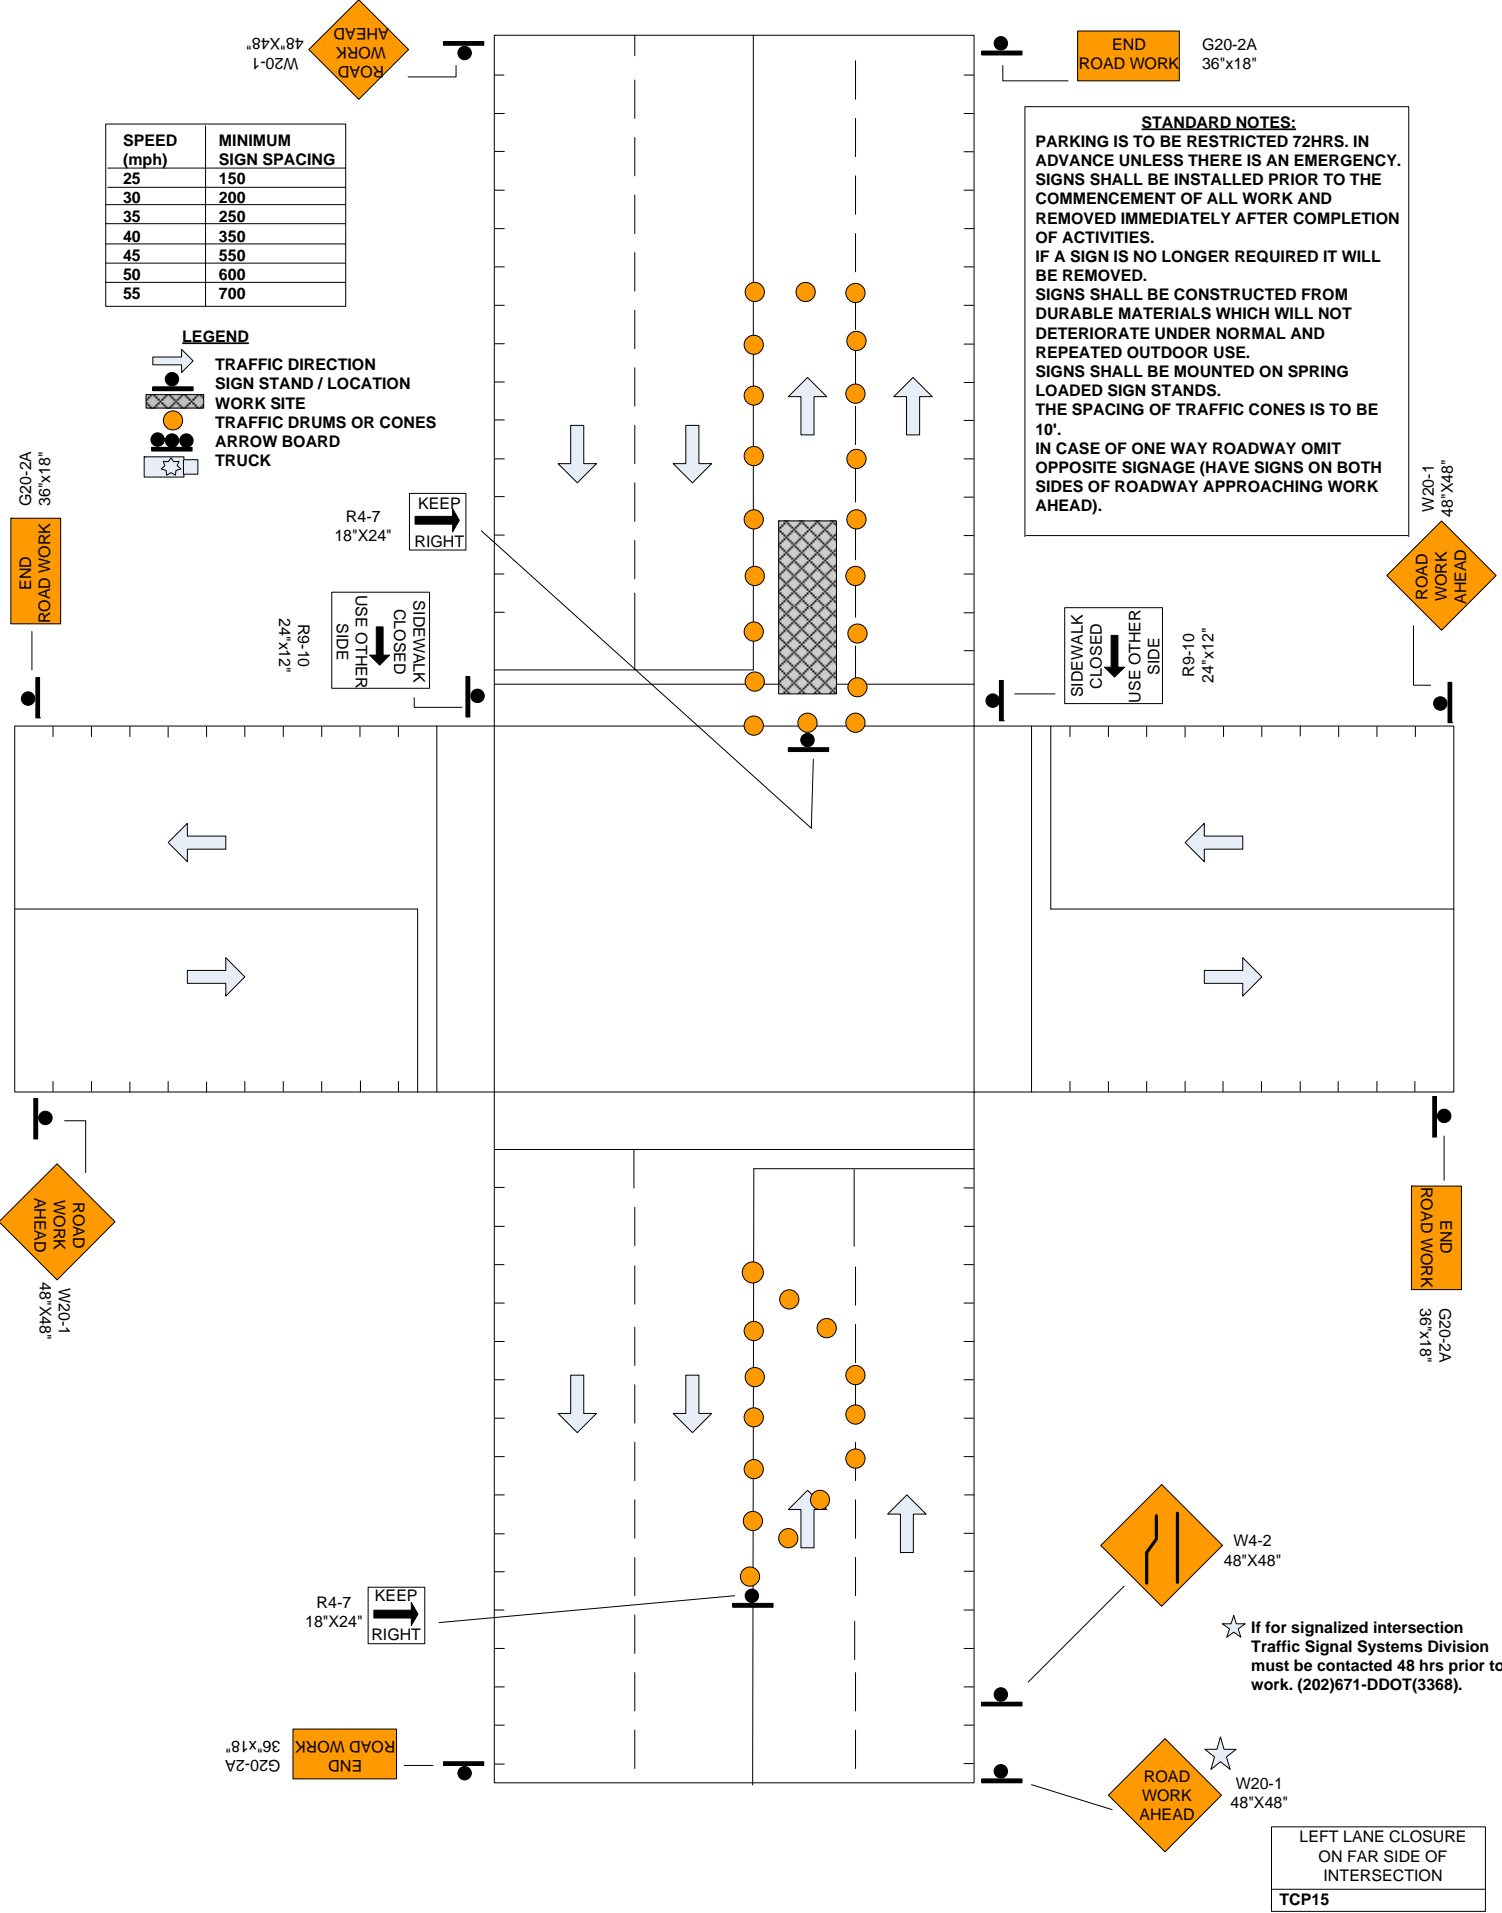 ROAD
WORK
AHEAD
W20-1
48"X48"
END
ROAD WORK
G20-2A
36"x18"
SPEED
(mph)
MINIMUM
SIGN SPACING
25 150
30 200
35 250
40 350
45 550
50 600
55 700
STANDARD NOTES:
PARKING IS TO BE RESTRICTED 72HRS. IN
ADVANCE UNLESS THERE IS AN EMERGENCY.
SIGNS SHALL BE INSTALLED PRIOR TO THE
COMMENCEMENT OF ALL WORK AND
REMOVED IMMEDIATELY AFTER COMPLETION
OF ACTIVITIES.
IF A SIGN IS NO LONGER REQUIRED IT WILL
BE REMOVED.
SIGNS SHALL BE CONSTRUCTED FROM
DURABLE MATERIALS WHICH WILL NOT
DETERIORATE UNDER NORMAL AND
REPEATED OUTDOOR USE.
SIGNS SHALL BE MOUNTED ON SPRING
LOADED SIGN STANDS.
THE SPACING OF TRAFFIC CONES IS TO BE
10'.
IN CASE OF ONE WAY ROADWAY OMIT
OPPOSITE SIGNAGE (HAVE SIGNS ON BOTH
SIDES OF ROADWAY APPROACHING WORK
AHEAD).
LEGEND
TRAFFIC DIRECTION
SIGN STAND / LOCATION
WORK SITE
TRAFFIC DRUMS OR CONES
ARROW BOARD
TRUCK
G20-2A
36"x18"
END
ROAD WORK
R4-7
18"X24"
KEEP
RIGHT
R9-10
24"x12"
SIDEWALK
CLOSED
USE OTHER
SIDE
SIDEWALK
CLOSED
USE OTHER
SIDE
R9-10
24"x12"
W20-1
48"X48"
ROAD
WORK
AHEAD
ROAD
WORK
AHEAD
W20-1
48"X48"
END
ROAD WORK
G20-2A
36"x18"
W4-2
48"X48"
R4-7
18"X24"
KEEP
RIGHT
If for signalized intersection
Traffic Signal Systems Division
must be contacted 48 hrs prior to
work. (202)671-DDOT(3368).
END
ROAD WORK
G20-2A
36"x18"
ROAD
WORK
AHEAD
W20-1
48"X48"
LEFT LANE CLOSURE
ON FAR SIDE OF
INTERSECTION
TCP15